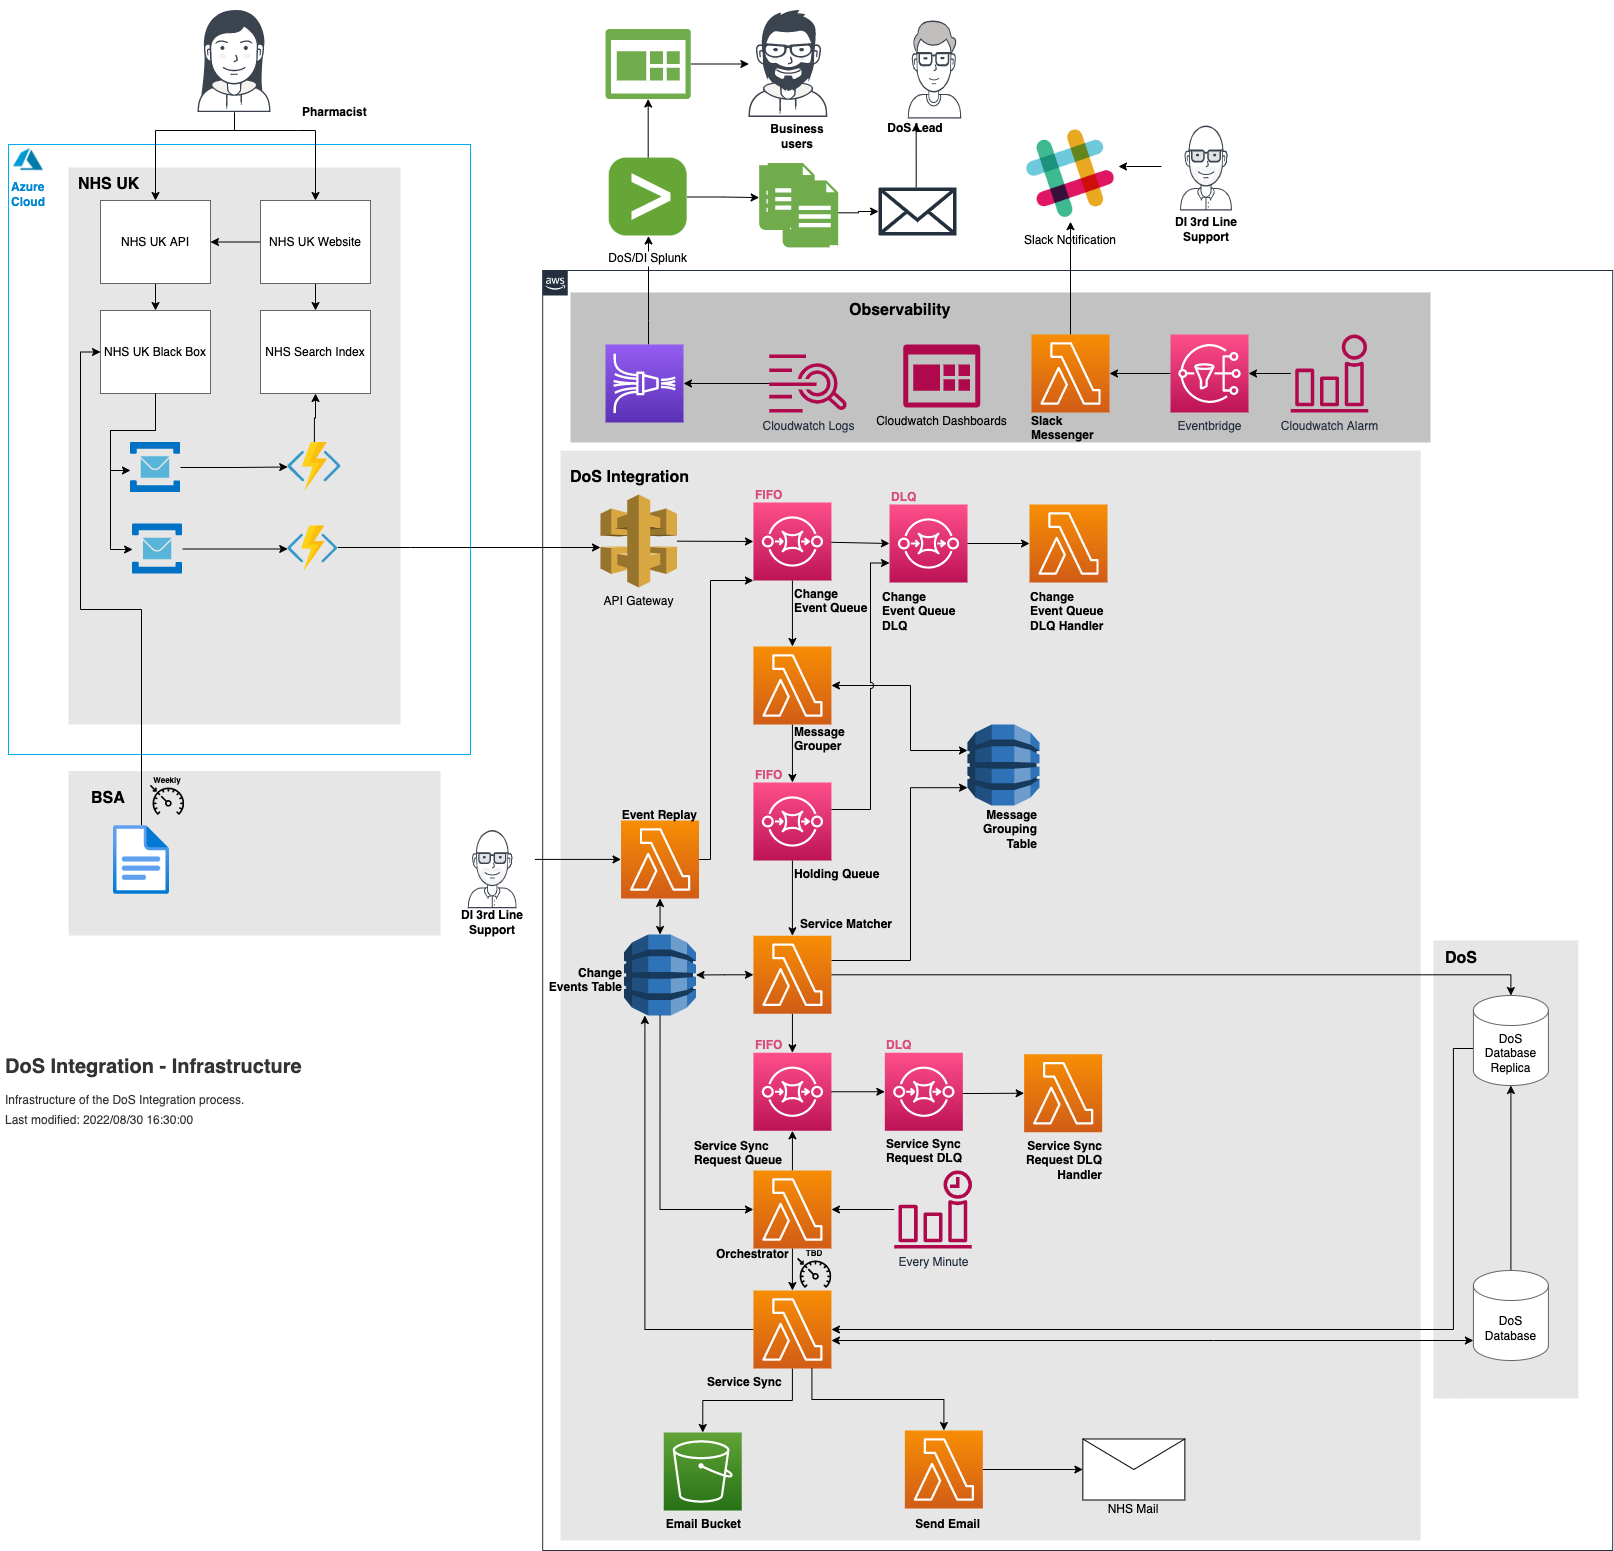 Pharmacist
Business
users
DoS Lead
Azure
Cloud
NHS UK
NHS UK API
NHS UK Website
NHS UK Black Box
NHS Search Index
DoS/DI Splunk
Slack Notification
DI 3rd Line
Support
aws
Observability
Cloudwatch Logs
Cloudwatch Dashboards
Slack
Messenger
Eventbridge
Cloudwatch Alarm
DoS Integration
API Gateway
FIFO
Change
Event Queue
DLQ
Change
Event Queue
DLQ
Change
Event Queue
DLQ Handler
Message
Grouper
FIFO
Holding Queue
Message
Grouping
Table
BSA
Weekly
DI 3rd Line
Support
Event Replay
Service Matcher
Change
Events Table
DoS
DoS
Database
Replica
DoS Integration - Infrastructure
Infrastructure of the DoS Integration process.
Last modified: 2022/08/30 16:30:00
FIFO
Service Sync
Request Queue
DLQ
Service Sync
Request DLQ
Service Sync
Request DLQ
Handler
Orchestrator
TBD
Every Minute
DoS
Database
Service Sync
Email Bucket
Send Email
NHS Mail